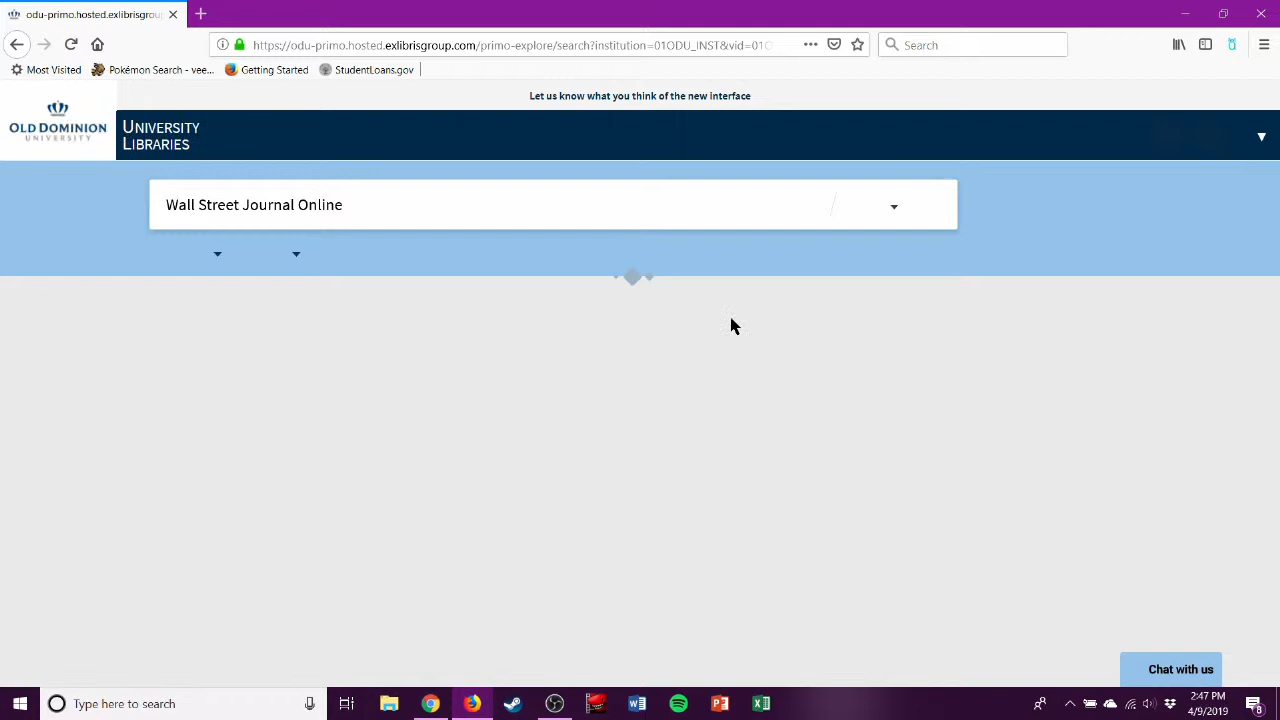 odu-primo.hosted.exlibrisgrou
https://odu-primo.hosted.exlibrisgroup.com/primo-explore/search?institution=01ODU_INST&vid=01O
Search
Most Visited
Pokémon Search - vee...
Getting Started
StudentLoans.gov
Let us know what you think of the new interface
OLD DOMINION
UNIVERSITY
UNIVERSITY
LIBRARIES
Wall Street Journal Online
Chat with us
Type here to search
2:47 PM
4/9/2019